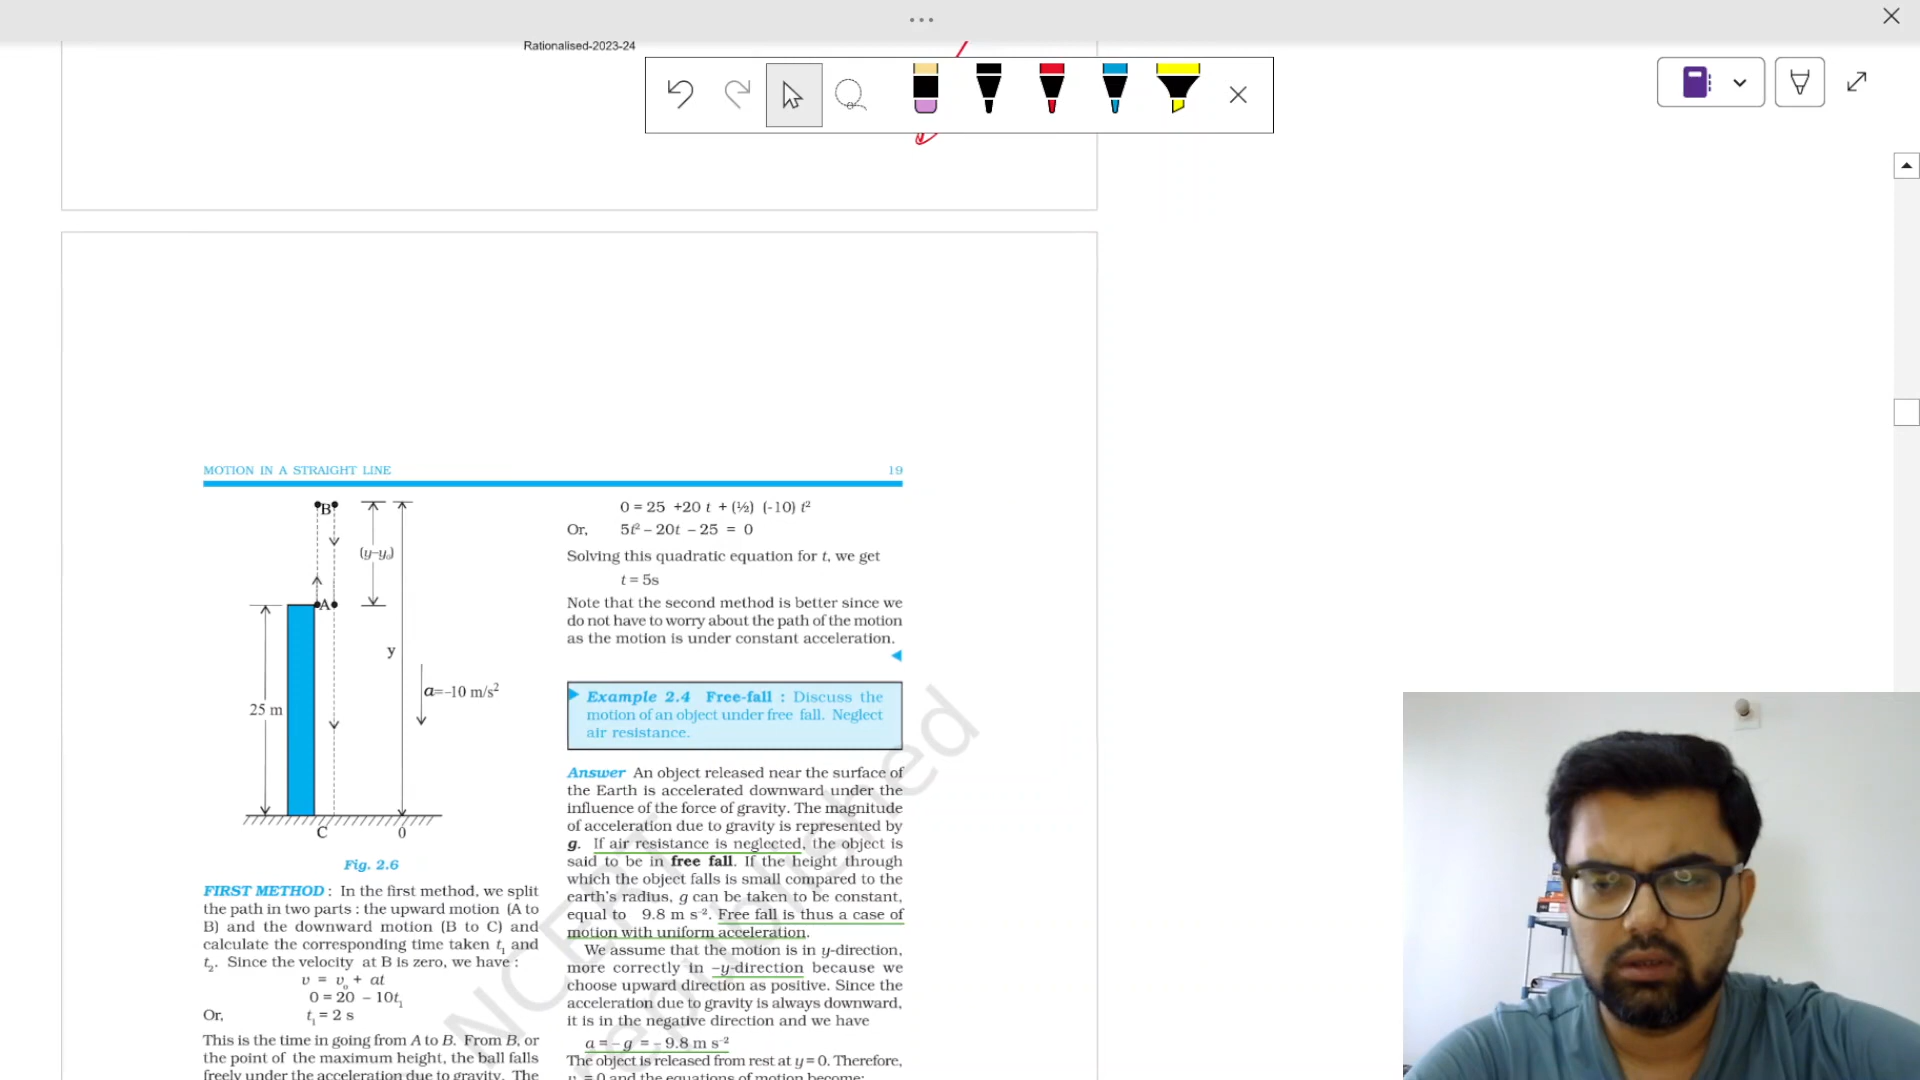 Rationalised-2023-24
MOTION IN A STRAIGHT LINE
19
B
(y–y₀)
A
y
a=–10 m/s²
25 m
C
0
Fig. 2.6
FIRST METHOD : In the first method, we split
the path in two parts : the upward motion (A to
B) and the downward motion (B to C) and
calculate the corresponding time taken t₁ and
t₂. Since the velocity at B is zero, we have :
v = v₀ + at
0 = 20 – 10t₁
Or, t₁ = 2 s
This is the time in going from A to B. From B, or
the point of the maximum height, the ball falls
freely under the acceleration due to gravity. The
0 = 25 +20 t + (½) (-10) t²
Or, 5t² – 20t – 25 = 0
Solving this quadratic equation for t, we get
t = 5s
Note that the second method is better since we
do not have to worry about the path of the motion
as the motion is under constant acceleration.
Example 2.4 Free-fall : Discuss the
motion of an object under free fall. Neglect
air resistance.
Answer An object released near the surface of
the Earth is accelerated downward under the
influence of the force of gravity. The magnitude
of acceleration due to gravity is represented by
g. If air resistance is neglected, the object is
said to be in free fall. If the height through
which the object falls is small compared to the
earth's radius, g can be taken to be constant,
equal to 9.8 m s⁻². Free fall is thus a case of
motion with uniform acceleration.
We assume that the motion is in y-direction,
more correctly in –y-direction because we
choose upward direction as positive. Since the
acceleration due to gravity is always downward,
it is in the negative direction and we have
a = – g = – 9.8 m s⁻²
The object is released from rest at y = 0. Therefore,
= 0 and the equations of motion become:
NCERT
republished